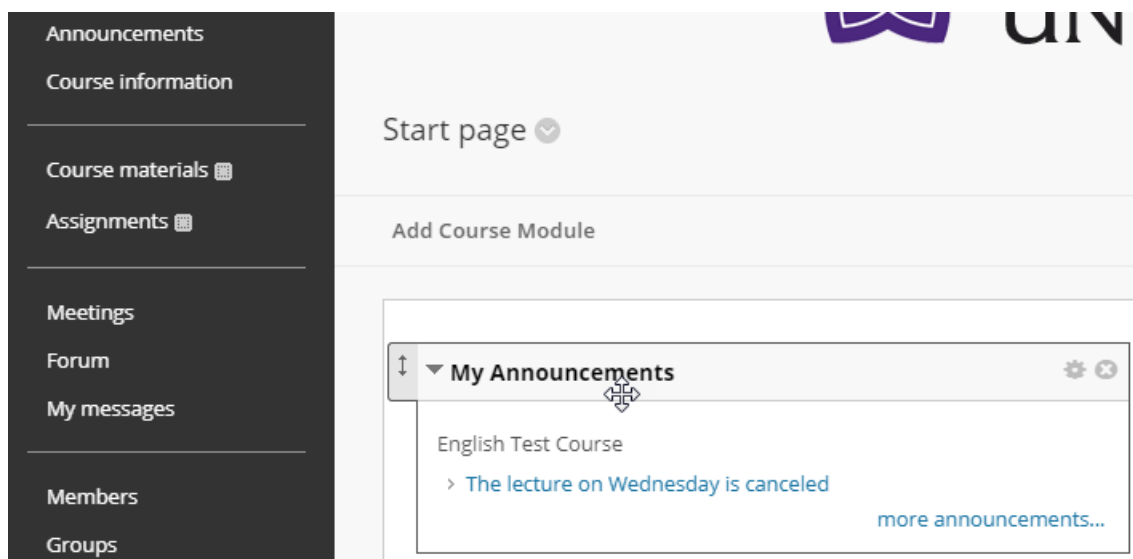 Announcements
Course information
Course materials
Assignments
Meetings
Forum
My messages
Members
Groups
Start page
Add Course Module
My Announcements
English Test Course
The lecture on Wednesday is canceled
more announcements...